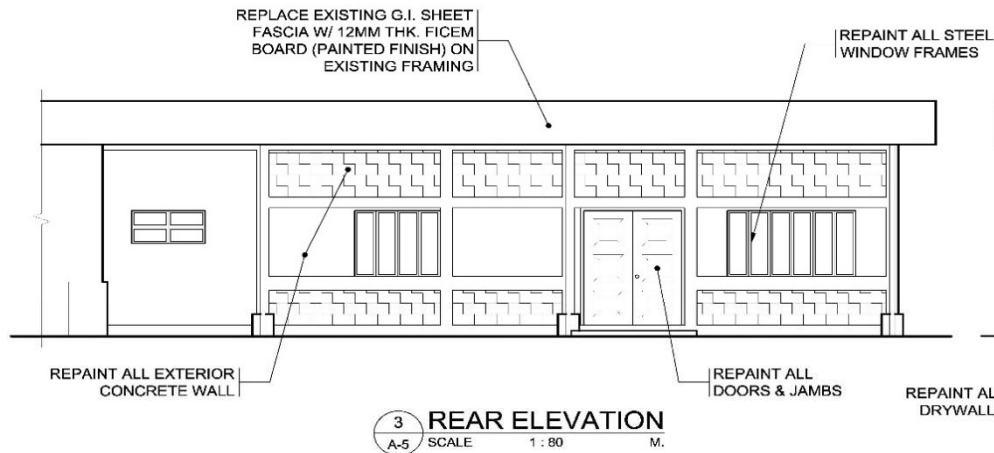 REPLACE EXISTING G.I. SHEET
FASCIA W/ 12MM THK. FICEM
BOARD (PAINTED FINISH) ON
EXISTING FRAMING
REPAINT ALL STEEL
WINDOW FRAMES
REPAINT ALL EXTERIOR
CONCRETE WALL
REPAINT ALL
DOORS & JAMBS
REPAINT AL
DRYWALL
3
A-5
REAR ELEVATION
SCALE 1 : 80 M.